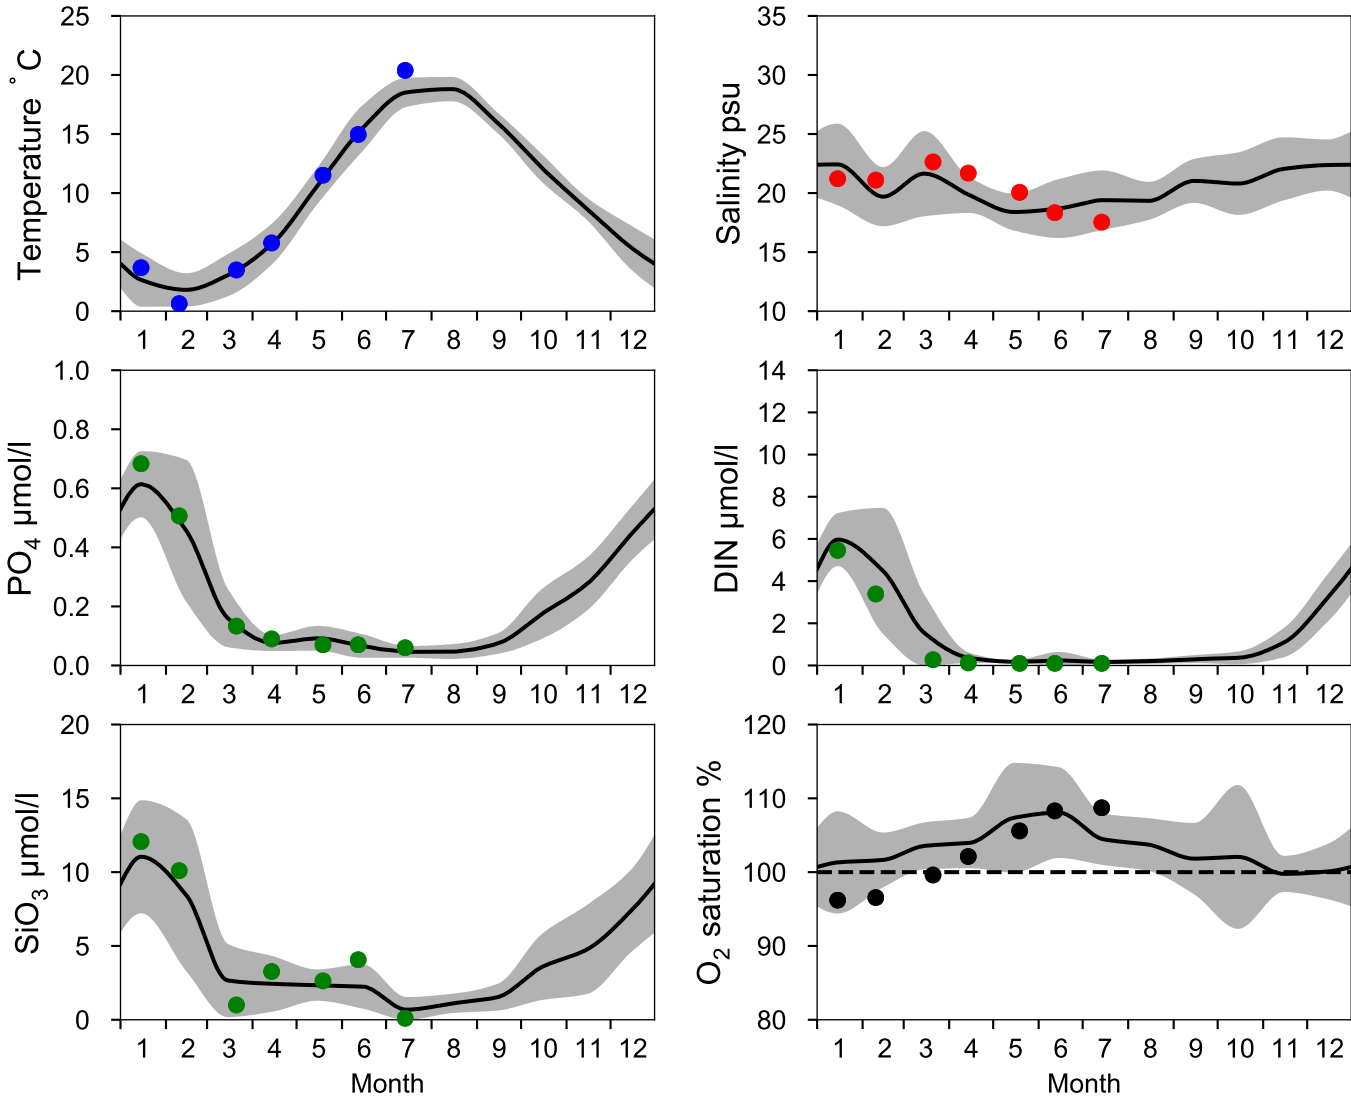 Temperature °C
25
20
15
10
5
0
1 2 3 4 5 6 7 8 9 10 11 12
Salinity psu
35
30
25
20
15
10
1 2 3 4 5 6 7 8 9 10 11 12
PO4 µmol/l
1.0
0.8
0.6
0.4
0.2
0.0
1 2 3 4 5 6 7 8 9 10 11 12
DIN µmol/l
14
12
10
8
6
4
2
0
1 2 3 4 5 6 7 8 9 10 11 12
SiO3 µmol/l
20
15
10
5
0
1 2 3 4 5 6 7 8 9 10 11 12
Month
O2 saturation %
120
110
100
90
80
1 2 3 4 5 6 7 8 9 10 11 12
Month